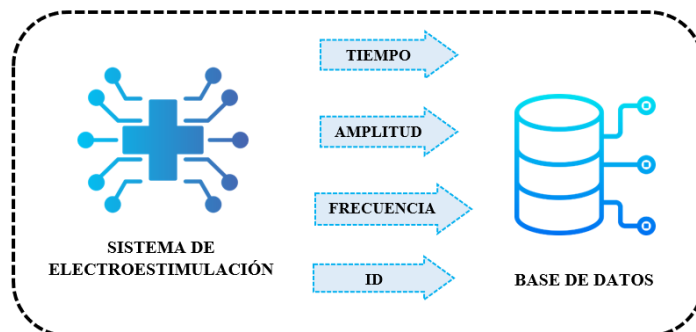 TIEMPO
AMPLITUD
FRECUENCIA
ID
SISTEMA DE
ELECTROESTIMULACIÓN
BASE DE DATOS